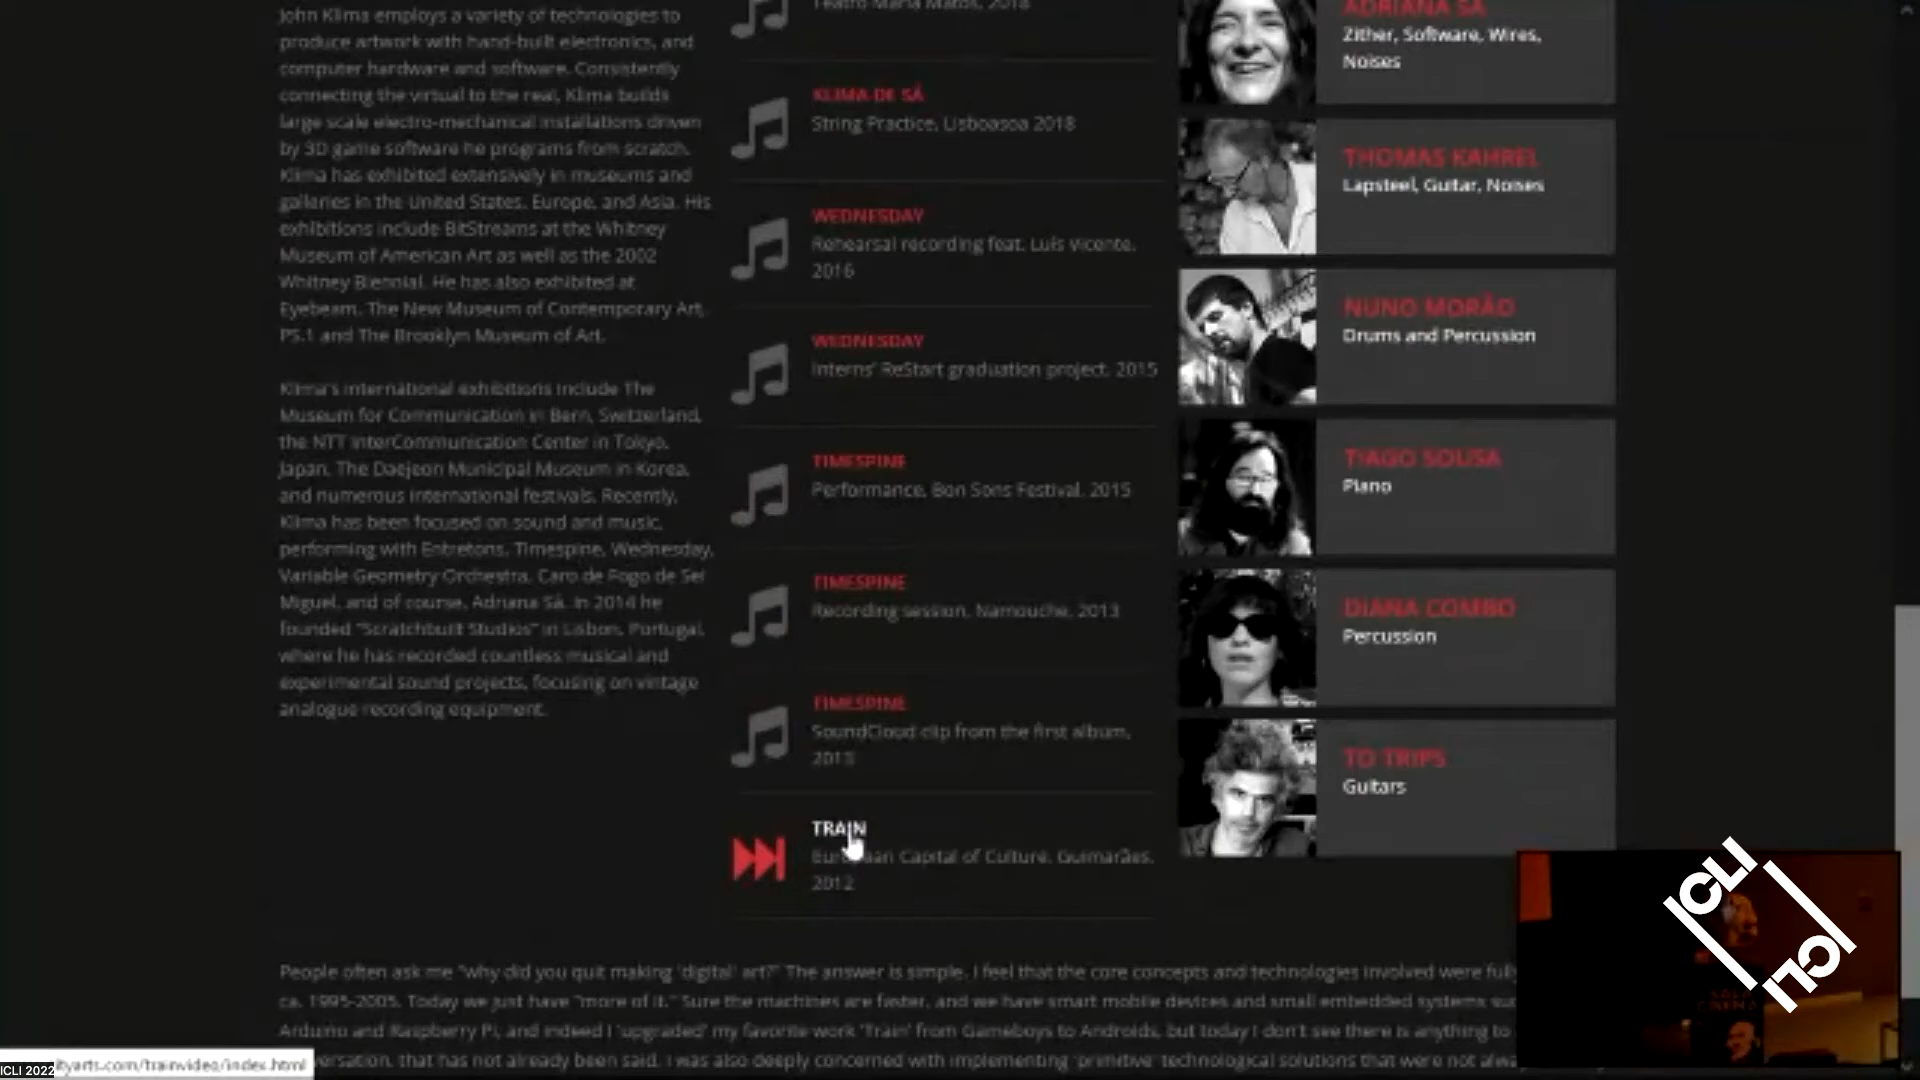 John Klima employs a variety of technologies to
produce artwork with hand-built electronics, and
computer hardware and software. Consistently
connecting the virtual to the real, Klima builds
large scale electro-mechanical installations driven
by 3D game software he programs from scratch.
Klima has exhibited extensively in museums and
galleries in the United States, Europe, and Asia. His
exhibitions include BitStreams at the Whitney
Museum of American Art as well as the 2002
Whitney Biennial. He has also exhibited at
Eyebeam, The New Museum of Contemporary Art,
PS.1 and The Brooklyn Museum of Art.
Klima's international exhibitions include The
Museum for Communication in Bern, Switzerland,
the NTT InterCommunication Center in Tokyo,
Japan, The Daejeon Municipal Museum in Korea,
and numerous international festivals. Recently,
Klima has been focused on sound and music,
performing with Entretons, Timespine, Wednesday,
Variable Geometry Orchestra, Caro de Fogo de Sei
Miguel, and of course, Adriana Sá. In 2014 he
founded "Scratchbuilt Studios" in Lisbon, Portugal,
where he has recorded countless musical and
experimental sound projects, focusing on vintage
analogue recording equipment.
Teatro Maria Matos, 2018
KLIMA DE SÁ
String Practice, Lisboasoa 2018
WEDNESDAY
Rehearsal recording feat. Luís Vicente,
2016
WEDNESDAY
Interns' ReStart graduation project, 2015
TIMESPINE
Performance, Bon Sons Festival, 2015
TIMESPINE
Recording session, Namouche, 2013
TIMESPINE
SoundCloud clip from the first album,
2013
TRAIN
European Capital of Culture, Guimarães,
2012
ADRIANA SÁ
Zither, Software, Wires,
Noises
THOMAS KAHREL
Lapsteel, Guitar, Noises
NUNO MORÃO
Drums and Percussion
TIAGO SOUSA
Piano
DIANA COMBO
Percussion
TÓ TRIPS
Guitars
People often ask me "why did you quit making 'digital' art?" The answer is simple. I feel that the core concepts and technologies involved were fully
ca. 1995-2005. Today we just have "more of it." Sure the machines are faster, and we have smart mobile devices and small embedded systems
Arduino and Raspberry Pi, and indeed I 'upgraded' my favorite work 'Train' from Gameboys to Androids, but today I don't see there is anything to
versation, that has not already been said. I was also deeply concerned with implementing 'primitive' technological solutions that were not
ityarts.com/trainvideo/index.html
ICLI 2022
ICLI
ICLI
CINEMA